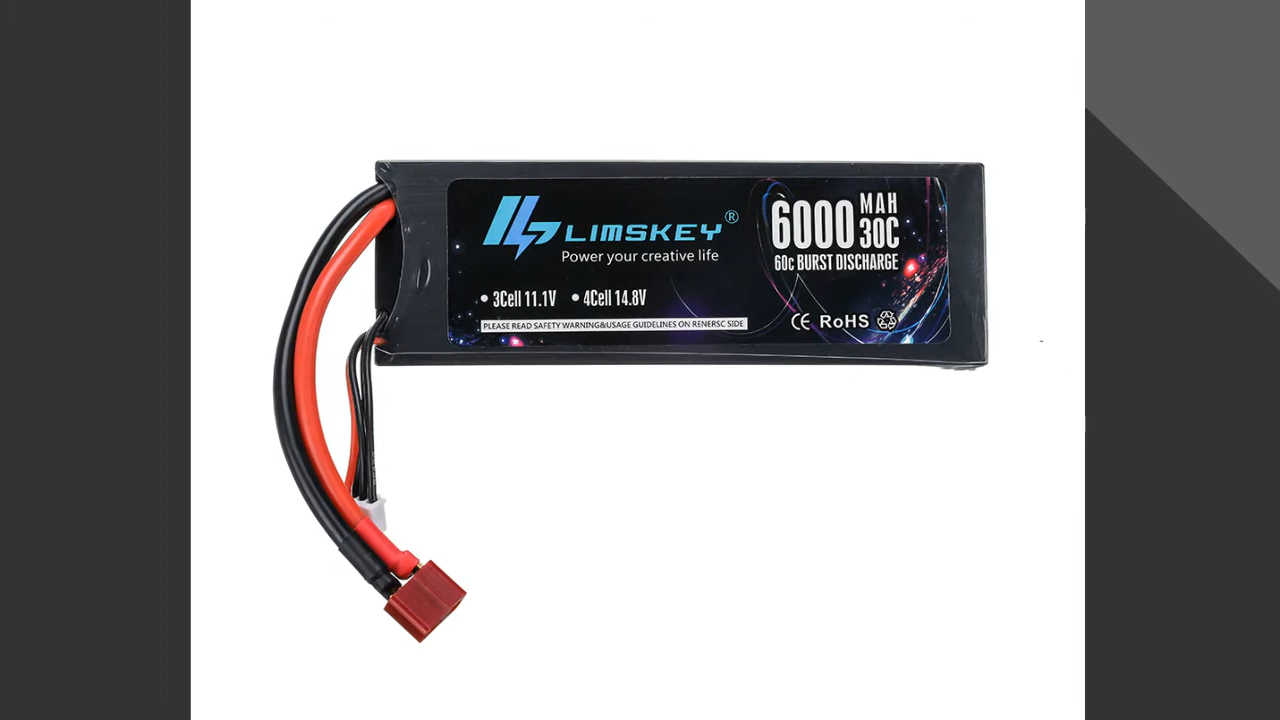 LIMSKEY®
Power your creative life
• 3Cell 11.1V • 4Cell 14.8V
PLEASE READ SAFETY WARNING&USAGE GUIDELINES ON RENERSC SIDE
6000 MAH
30C
60c BURST DISCHARGE
CE RoHS